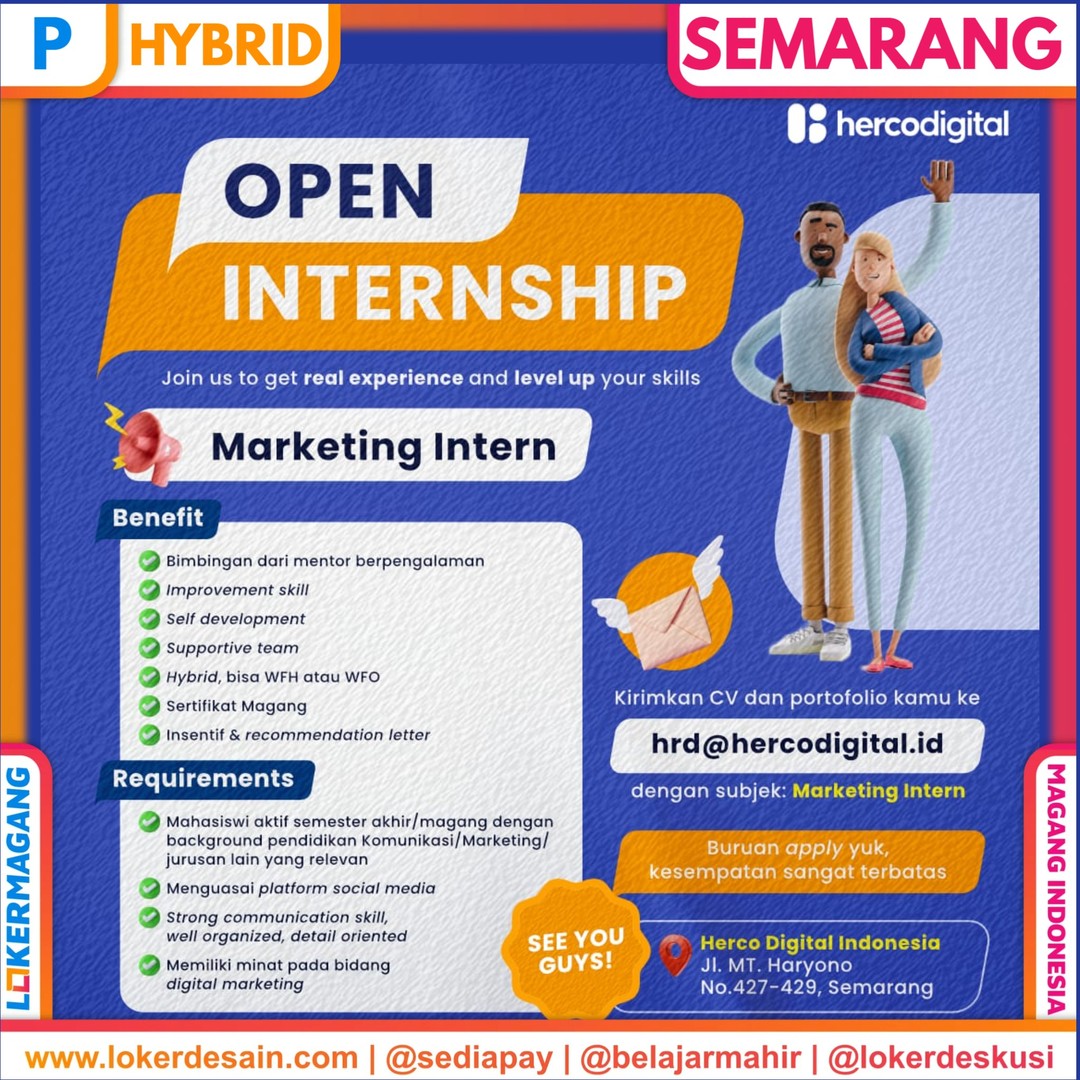 P
HYBRID
SEMARANG
hercodigital
OPEN
INTERNSHIP
Join us to get real experience and level up your skills
Marketing Intern
Benefit
Bimbingan dari mentor berpengalaman
Improvement skill
Self development
Supportive team
Hybrid, bisa WFH atau WFO
Sertifikat Magang
Insentif & recommendation letter
Requirements
Mahasiswi aktif semester akhir/magang dengan
background pendidikan Komunikasi/Marketing/
jurusan lain yang relevan
Menguasai platform social media
Strong communication skill,
well organized, detail oriented
Memiliki minat pada bidang
digital marketing
Kirimkan CV dan portofolio kamu ke
hrd@hercodigital.id
dengan subjek: Marketing Intern
Buruan apply yuk,
kesempatan sangat terbatas
SEE YOU
GUYS!
Herco Digital Indonesia
Jl. MT. Haryono
No.427-429, Semarang
LOKERMAGANG
MAGANG INDONESIA
www.lokerdesain.com | @sediapay | @belajarmahir | @lokerdeskusi